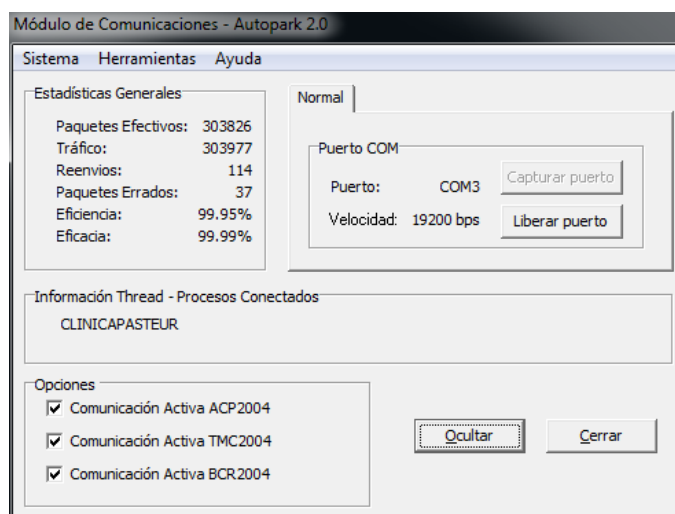 Módulo de Comunicaciones - Autopark 2.0
Sistema Herramientas Ayuda
Estadísticas Generales
Paquetes Efectivos: 303826
Tráfico: 303977
Reenvios: 114
Paquetes Errados: 37
Eficiencia: 99.95%
Eficacia: 99.99%
Normal
Puerto COM
Puerto: COM3 Capturar puerto
Velocidad: 19200 bps Liberar puerto
Información Thread - Procesos Conectados
CLINICAPASTEUR
Opciones
Comunicación Activa ACP2004
Comunicación Activa TMC2004
Comunicación Activa BCR2004
Ocultar Cerrar